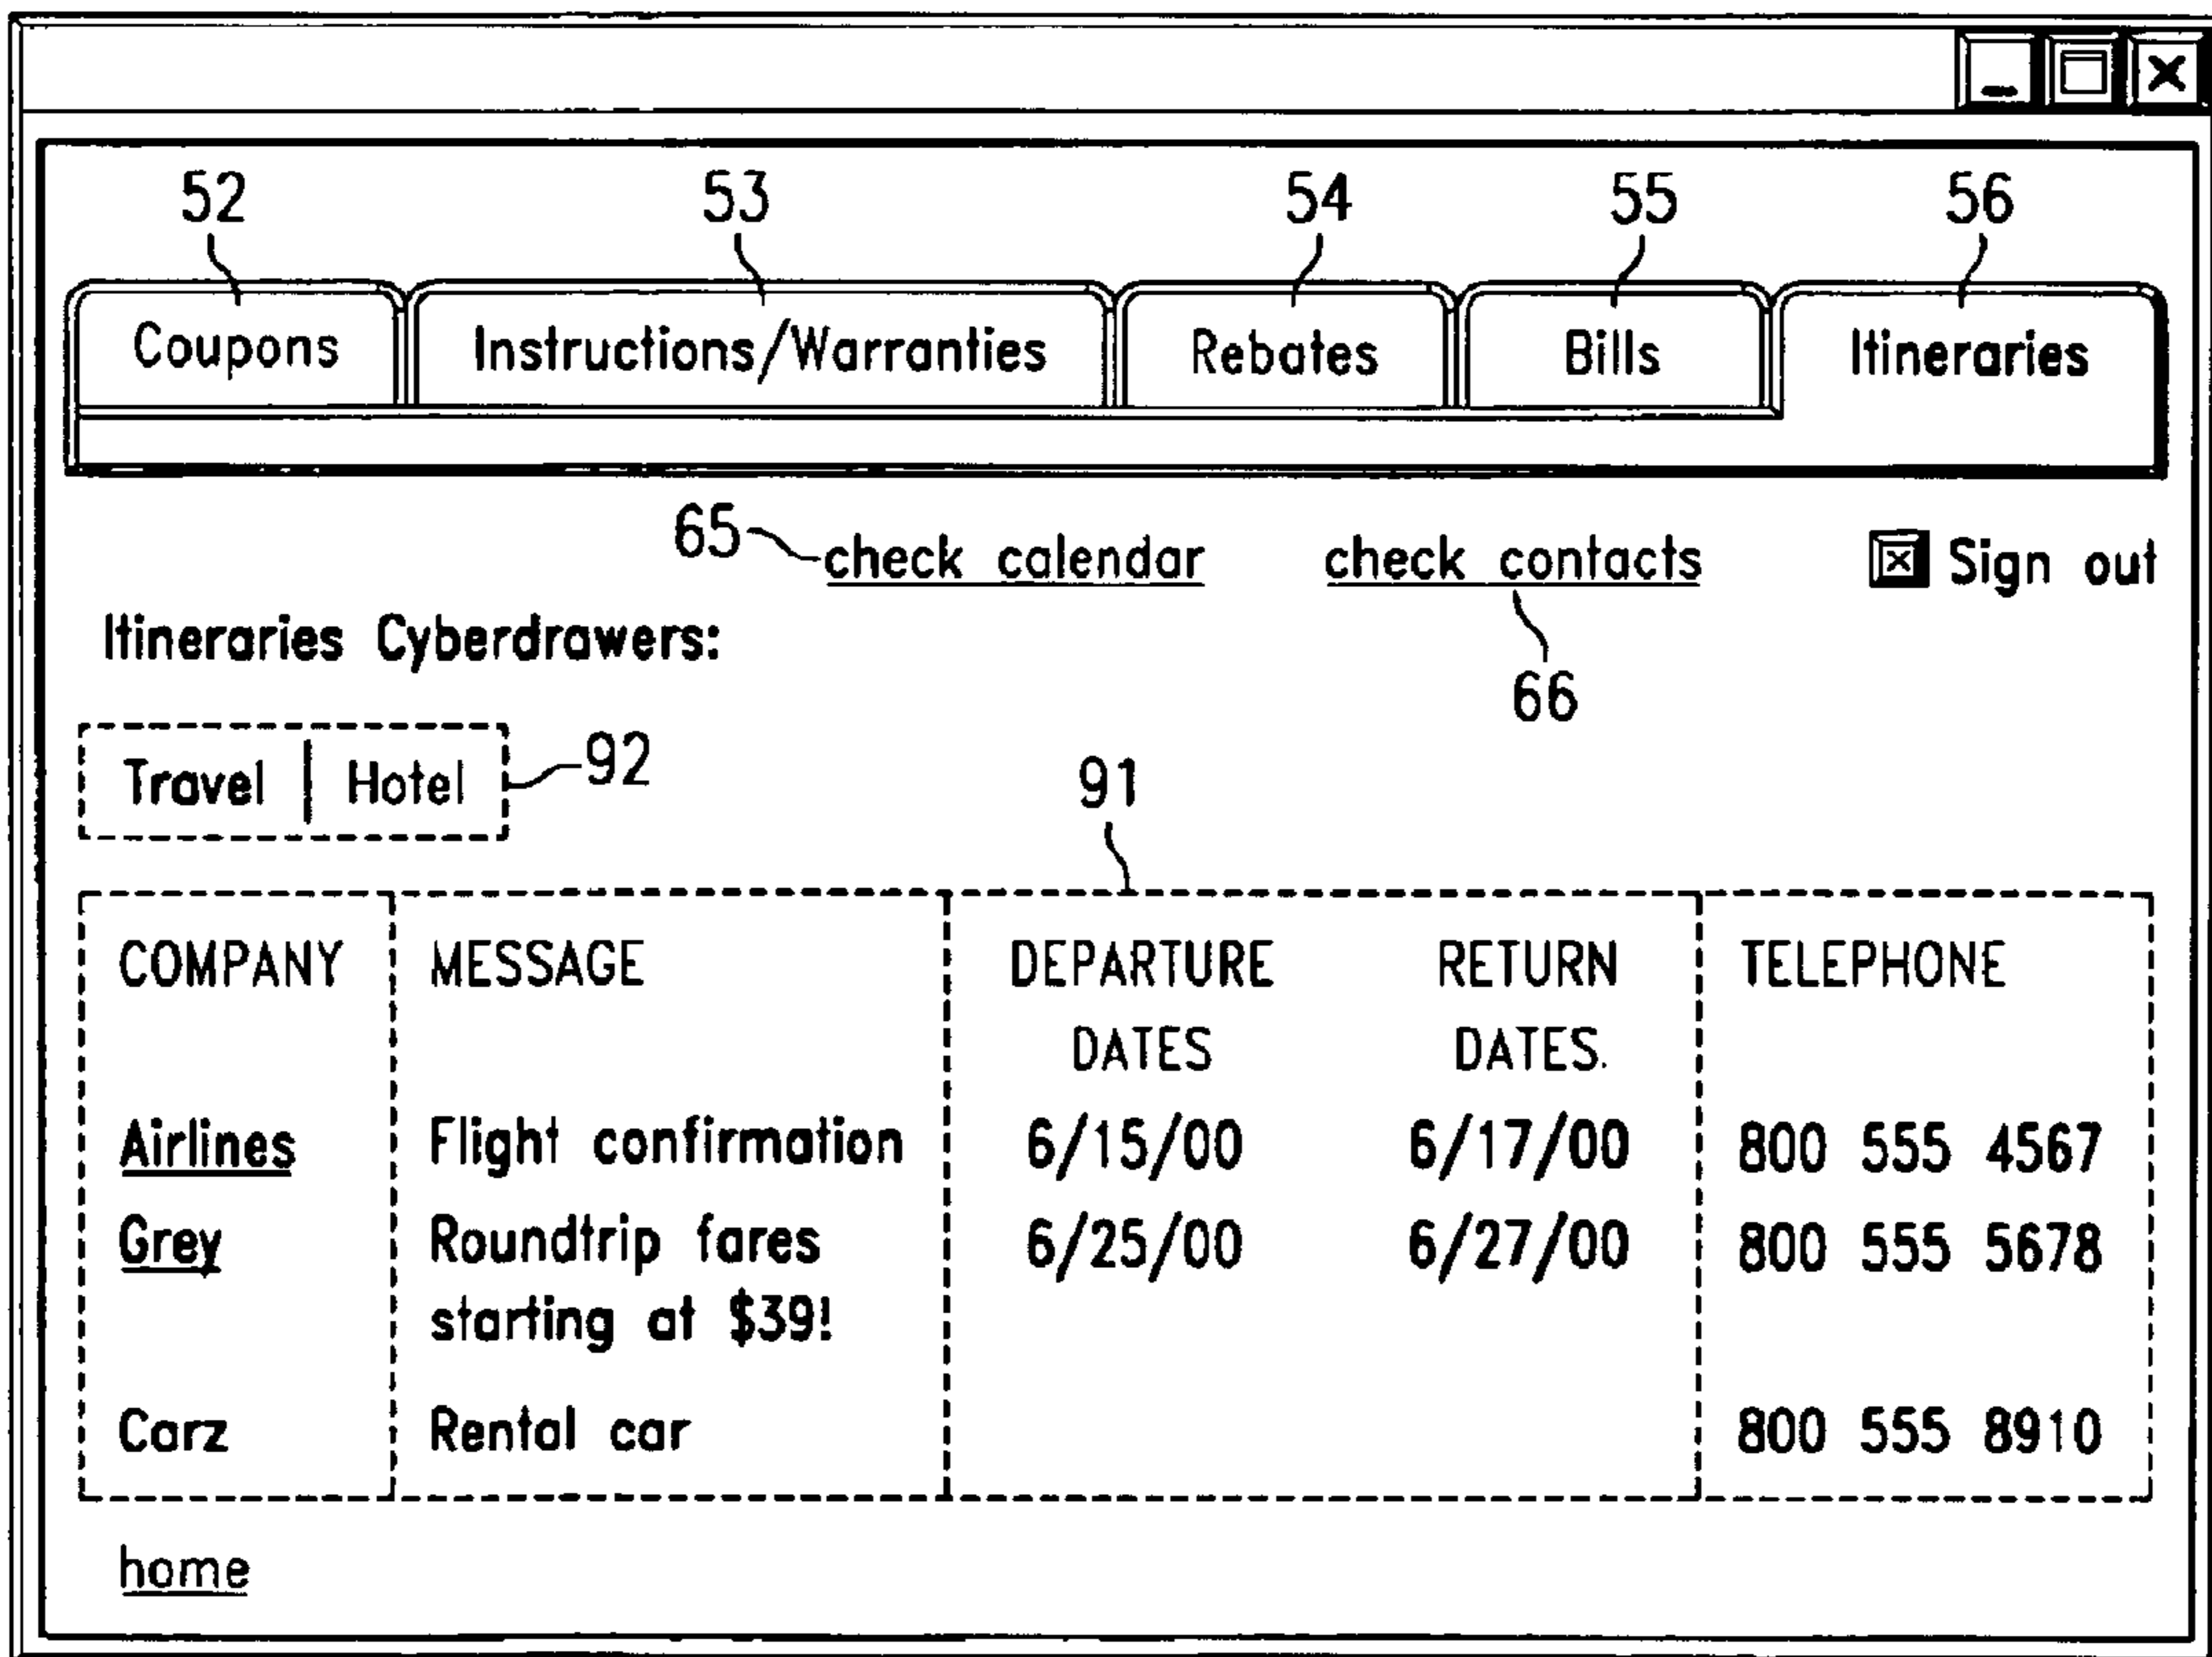 52 53 54 55 56
Coupons Instructions/Warranties Rebates Bills Itineraries
65 check calendar check contacts Sign out
Itineraries Cyberdrawers:
66
Travel | Hotel 92
91
COMPANY MESSAGE DEPARTURE RETURN TELEPHONE
DATES DATES.
Airlines Flight confirmation 6/15/00 6/17/00 800 555 4567
Grey Roundtrip fares 6/25/00 6/27/00 800 555 5678
starting at $39!
Carz Rental car 800 555 8910
home